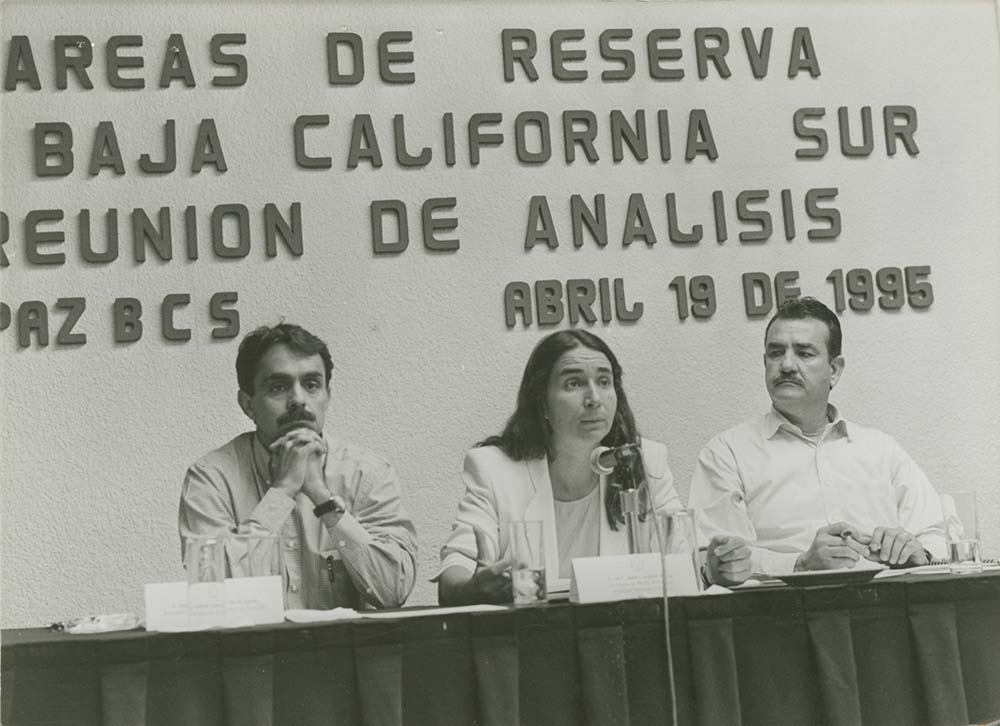 AREAS DE RESERVA
BAJA CALIFORNIA SUR
REUNION DE ANALISIS
PAZ BCS ABRIL 19 DE 1995